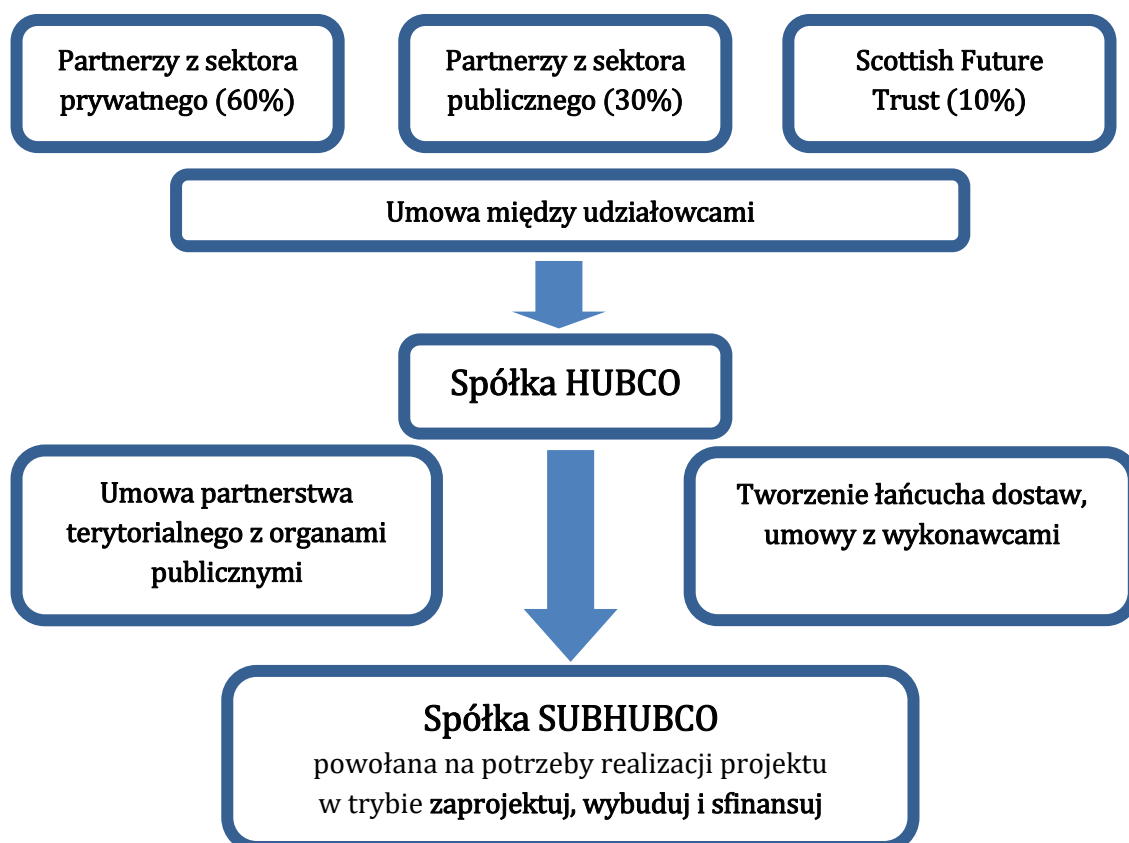 Partnerzy z sektora
prywatnego (60%)
Partnerzy z sektora
publicznego (30%)
Scottish Future
Trust (10%)
Umowa między udziałowcami
Spółka HUBCO
Umowa partnerstwa
terytorialnego z organami
publicznymi
Tworzenie łańcucha dostaw,
umowy z wykonawcami
Spółka SUBHUBCO
powołana na potrzeby realizacji projektu
w trybie zaprojektuj, wybuduj i sfinansuj